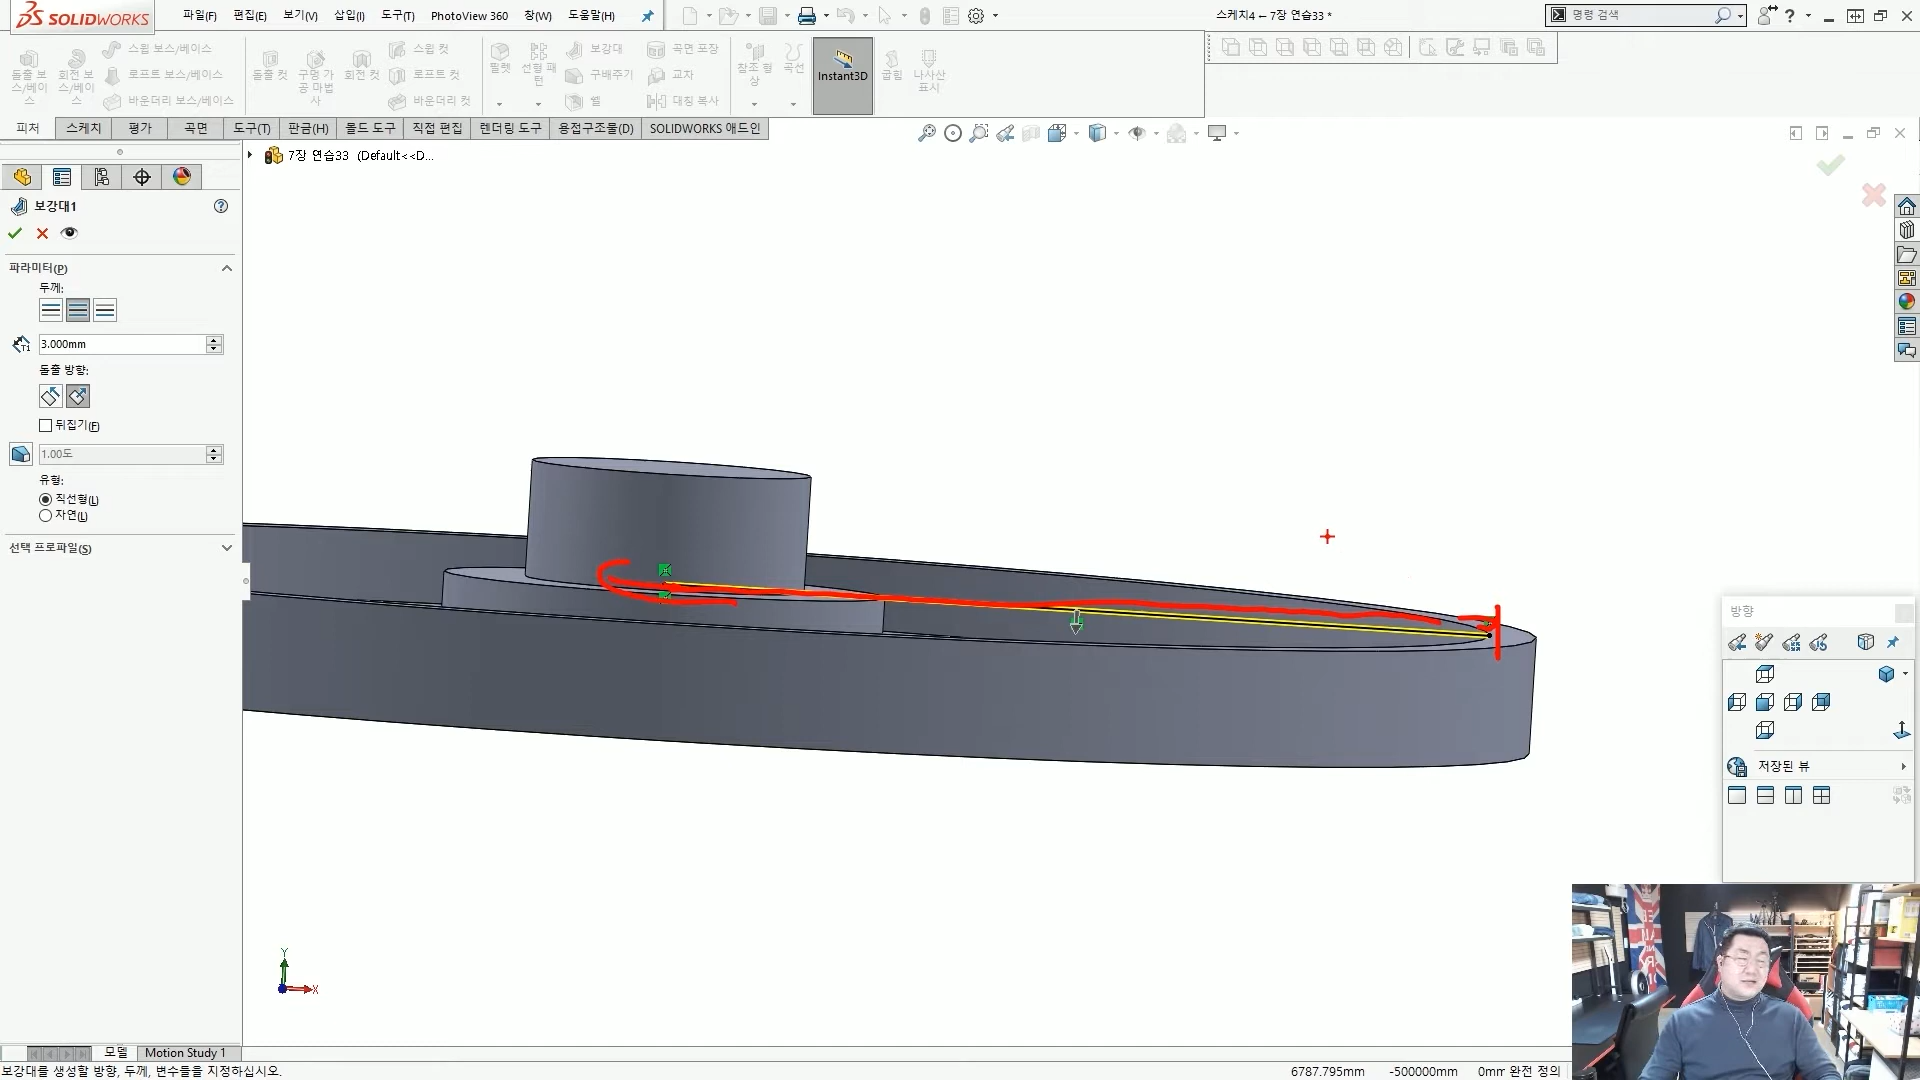 SOLIDWORKS
파일(F) 편집(E) 보기(V) 삽입(I) 도구(T) PhotoView 360 창(W) 도움말(H)
스케치4 ← 7장 연습33 *
명령 검색
돌출 보스/베이스
회전 보스/베이스
스윕 보스/베이스
로프트 보스/베이스
바운더리 보스/베이스
돌출 컷
구멍 가공 마법사
회전 컷
스윕 컷
로프트 컷
바운더리 컷
필렛
선형 패턴
보강대
구배주기
쉘
곡면 포장
교차
대칭 복사
참조 형상
곡선
Instant3D
굽힘
나사산 표시
피처 스케치 평가 곡면 도구(T) 판금(H) 몰드 도구 직접 편집 렌더링 도구 용접구조물(D) SOLIDWORKS 애드인
7장 연습33 (Default<<D...
보강대1
파라미터(P)
두께:
T1
3.000mm
돌출 방향:
뒤집기(F)
1.00도
유형:
직선형(L)
자연(L)
선택 프로파일(S)
방향
저장된 뷰
Y
X
모델 Motion Study 1
보강대를 생성할 방향, 두께, 변수들을 지정하십시오.
6787.795mm -500000mm 0mm 완전 정의